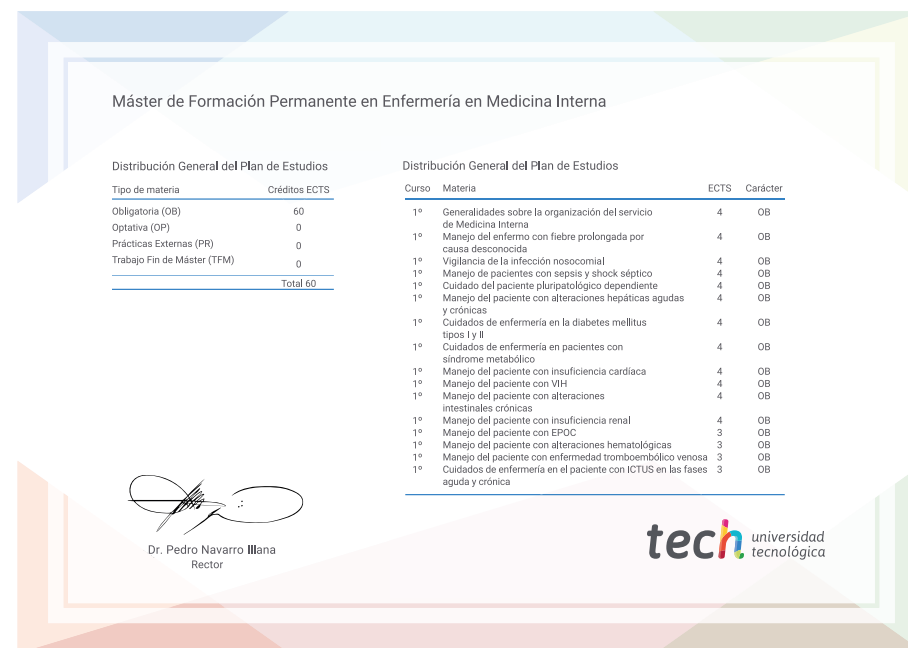 Máster de Formación Permanente en Enfermería en Medicina Interna
Distribución General del Plan de Estudios
Tipo de materia Créditos ECTS
Obligatoria (OB) 60
Optativa (OP) 0
Prácticas Externas (PR) 0
Trabajo Fin de Máster (TFM) 0
Total 60
Distribución General del Plan de Estudios
Curso Materia ECTS Carácter
1º Generalidades sobre la organización del servicio 4 OB
de Medicina Interna
1º Manejo del enfermo con fiebre prolongada por 4 OB
causa desconocida
1º Vigilancia de la infección nosocomial 4 OB
1º Manejo de pacientes con sepsis y shock séptico 4 OB
1º Cuidado del paciente pluripatológico dependiente 4 OB
1º Manejo del paciente con alteraciones hepáticas agudas 4 OB
y crónicas
1º Cuidados de enfermería en la diabetes mellitus 4 OB
tipos I y II
1º Cuidados de enfermería en pacientes con 4 OB
síndrome metabólico
1º Manejo del paciente con insuficiencia cardíaca 4 OB
1º Manejo del paciente con VIH 4 OB
1º Manejo del paciente con alteraciones 4 OB
intestinales crónicas
1º Manejo del paciente con insuficiencia renal 4 OB
1º Manejo del paciente con EPOC 3 OB
1º Manejo del paciente con alteraciones hematológicas 3 OB
1º Manejo del paciente con enfermedad tromboembólico venosa 3 OB
1º Cuidados de enfermería en el paciente con ICTUS en las fases 3 OB
aguda y crónica
Dr. Pedro Navarro Illana
Rector
tech universidad
tecnológica